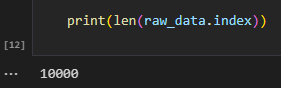 print(len(raw_data.index))
[12]
... 10000